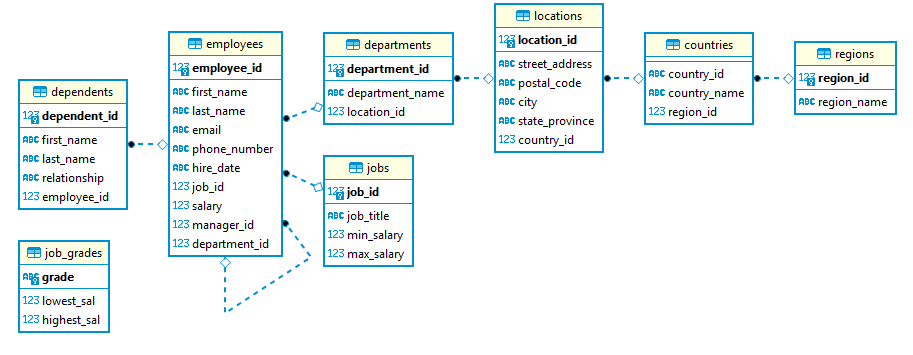 dependents
123 dependent_id
ABC first_name
ABC last_name
ABC relationship
123 employee_id
job_grades
ABC grade
123 lowest_sal
123 highest_sal
employees
123 employee_id
ABC first_name
ABC last_name
ABC email
ABC phone_number
ABC hire_date
123 job_id
123 salary
123 manager_id
123 department_id
departments
123 department_id
ABC department_name
123 location_id
jobs
123 job_id
ABC job_title
123 min_salary
123 max_salary
locations
123 location_id
ABC street_address
ABC postal_code
ABC city
ABC state_province
ABC country_id
countries
ABC country_id
ABC country_name
123 region_id
regions
123 region_id
ABC region_name